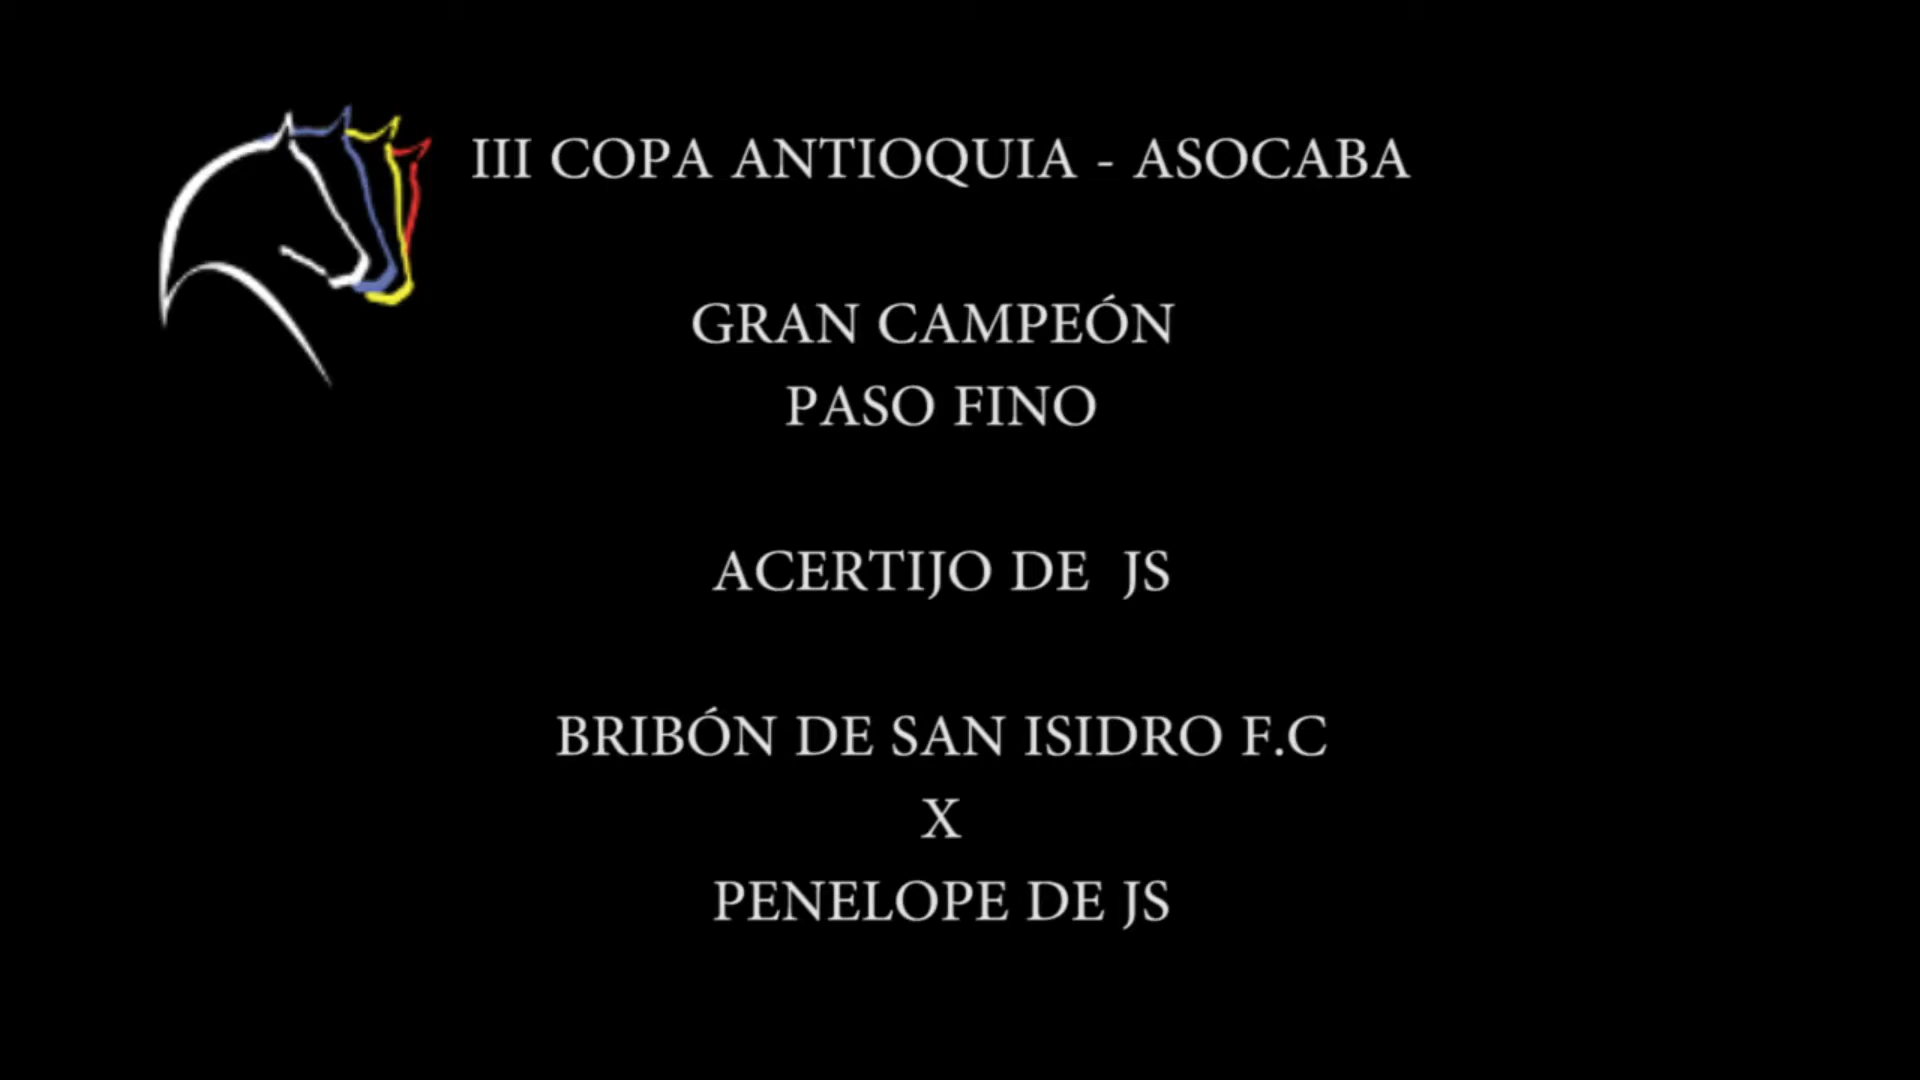 III COPA ANTIOQUIA - ASOCABA
GRAN CAMPEÓN
PASO FINO
ACERTIJO DE  JS
BRIBÓN DE SAN ISIDRO F.C
X
PENELOPE DE JS